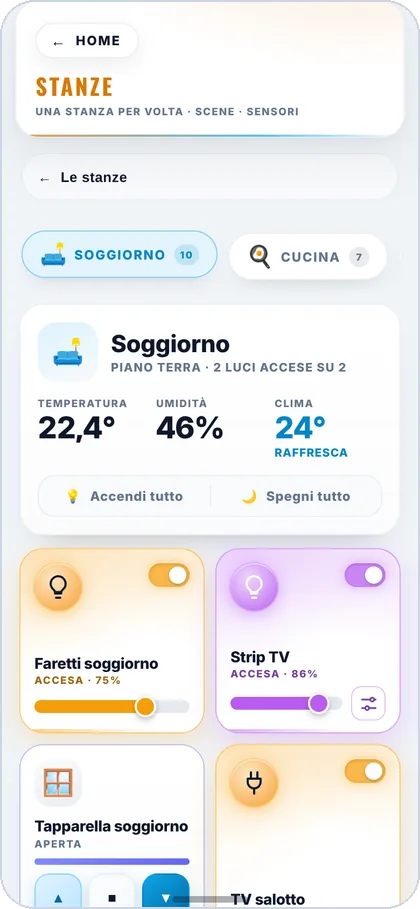 ← HOME
STANZE
UNA STANZA PER VOLTA · SCENE · SENSORI
← Le stanze
SOGGIORNO 10
CUCINA 7
Soggiorno
PIANO TERRA · 2 LUCI ACCESE SU 2
TEMPERATURA UMIDITÀ CLIMA
22,4° 46% 24°
RAFFRESCA
Accendi tutto Spegni tutto
Faretti soggiorno
ACCESA · 75%
Strip TV
ACCESA · 86%
Tapparella soggiorno
APERTA
▲ ■ ▼
TV salotto